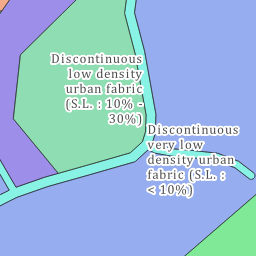 Discontinuous
low density
urban fabric
(S.L. : 10% -
30%)
Discontinuous
very low
density urban
fabric (S.L. :
< 10%)